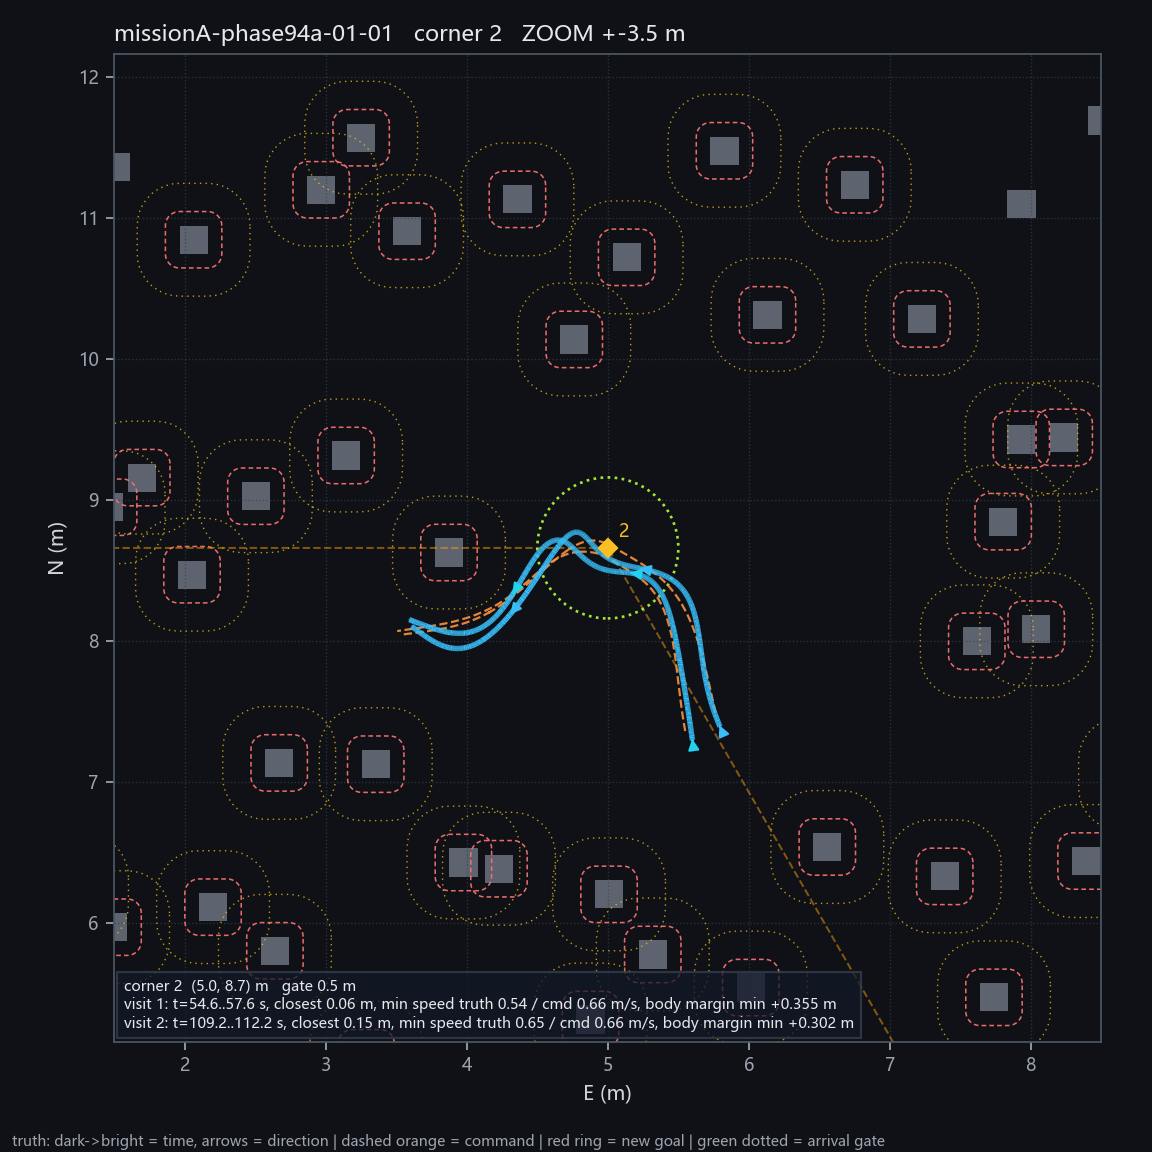 missionA-phase94a-01-01 corner 2 ZOOM +-3.5 m
12
11
10
9
8
7
6
N (m)
2
2
3
4
5
6
7
8
E (m)
corner 2 (5.0, 8.7) m gate 0.5 m
visit 1: t=54.6.57.6 s, closest 0.06 m, min speed truth 0.54 / cmd 0.66 m/s, body margin min +0.355 m
visit 2: t=109.2..112.2 s, closest 0.15 m, min speed truth 0.65 / cmd 0.66 m/s, body margin min +0.302 m
truth: dark->bright = time, arrows = direction | dashed orange = command | red ring = new goal | green dotted = arrival gate